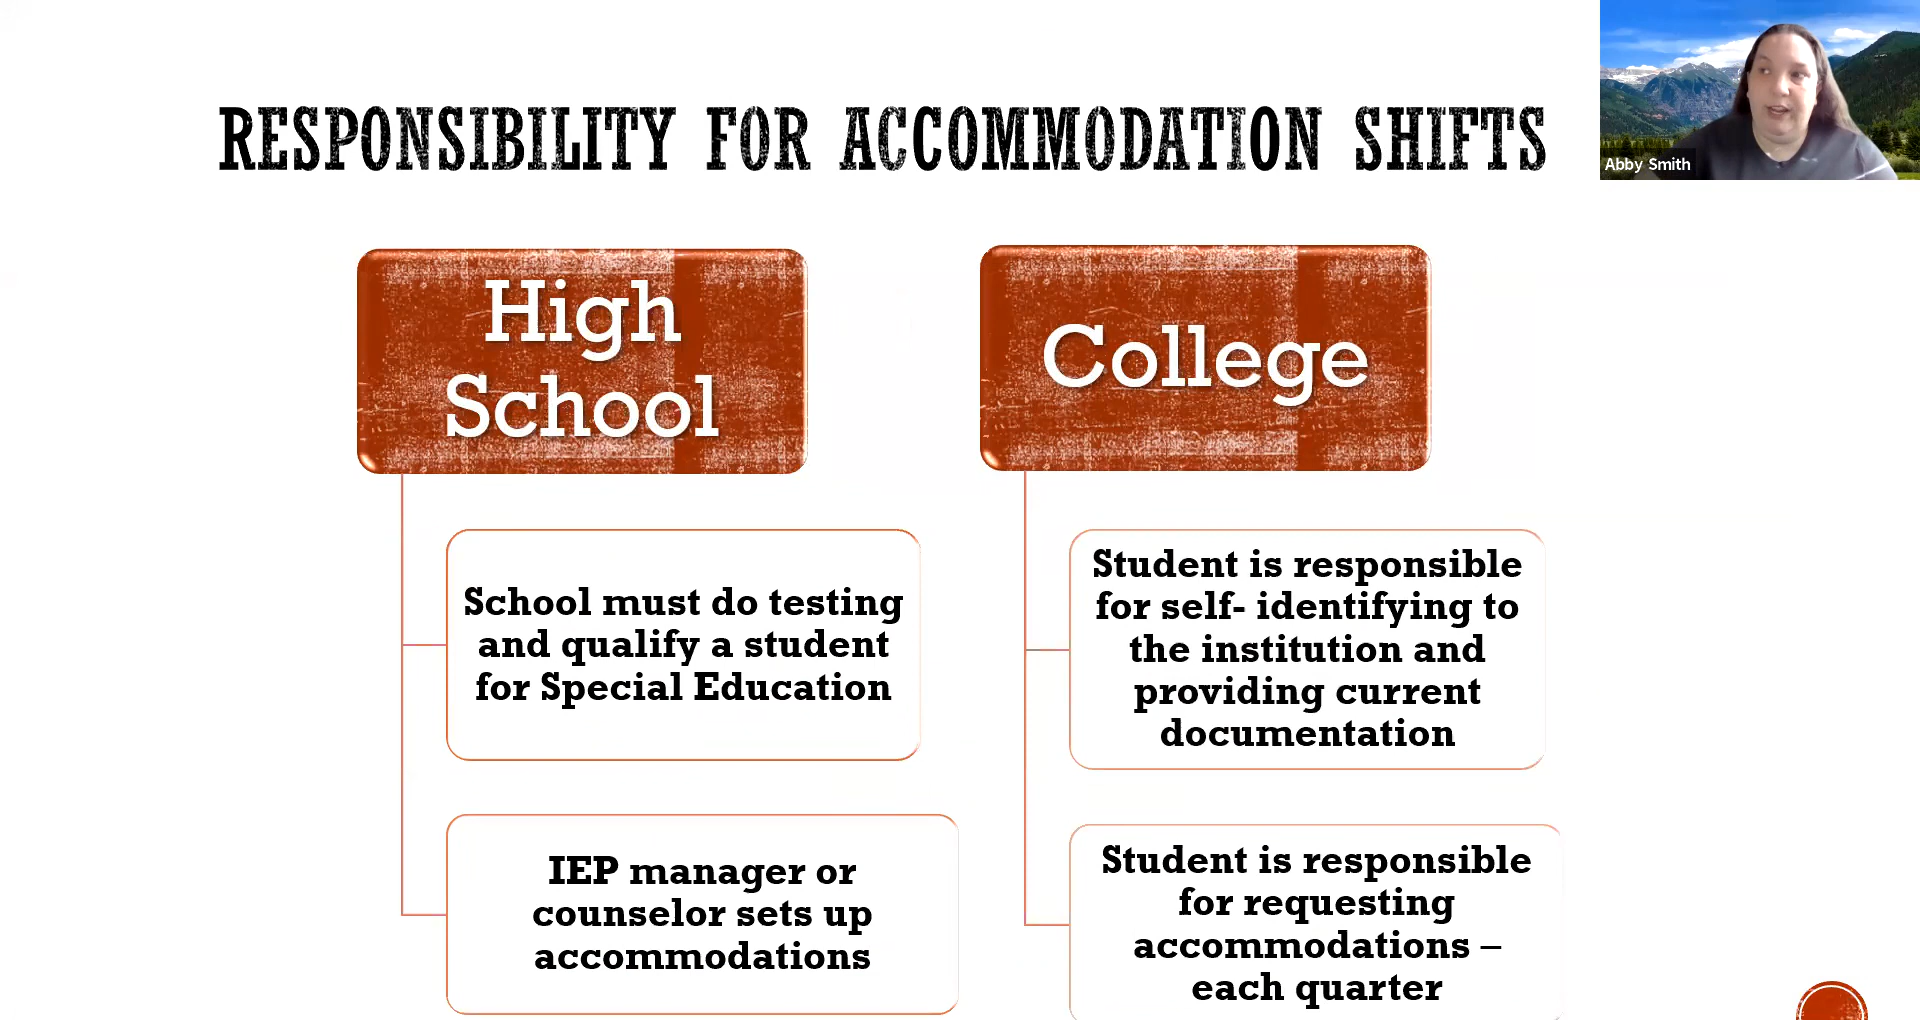 RESPONSIBILITY FOR ACCOMMODATION SHIFTS
Abby Smith
High
School
School must do testing
and qualify a student
for Special Education
IEP manager or
counselor sets up
accommodations
College
Student is responsible
for self- identifying to
the institution and
providing current
documentation
Student is responsible
for requesting
accommodations –
each quarter